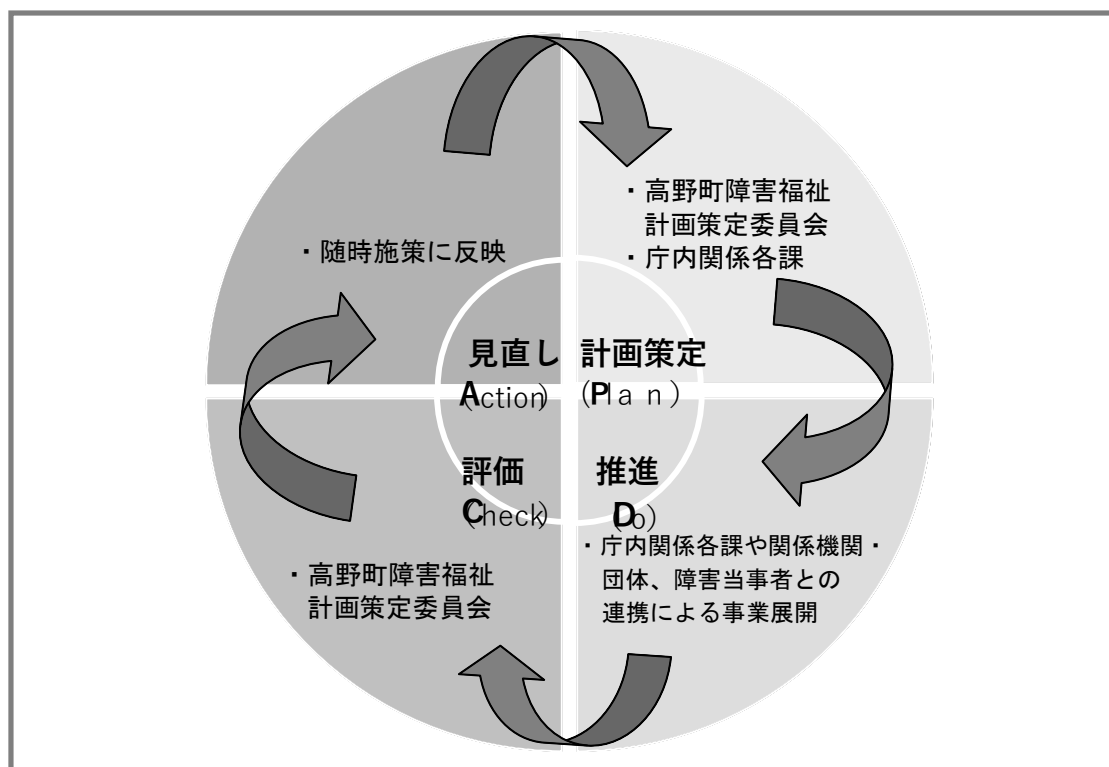 ・高野町障害福祉
計画策定委員会
・庁内関係各課
・随時施策に反映
見直し
(Action)
計画策定
(Plan)
評価
(Check)
推進
(Do)
・高野町障害福祉
計画策定委員会
・庁内関係各課や関係機関・
団体、障害当事者との
連携による事業展開